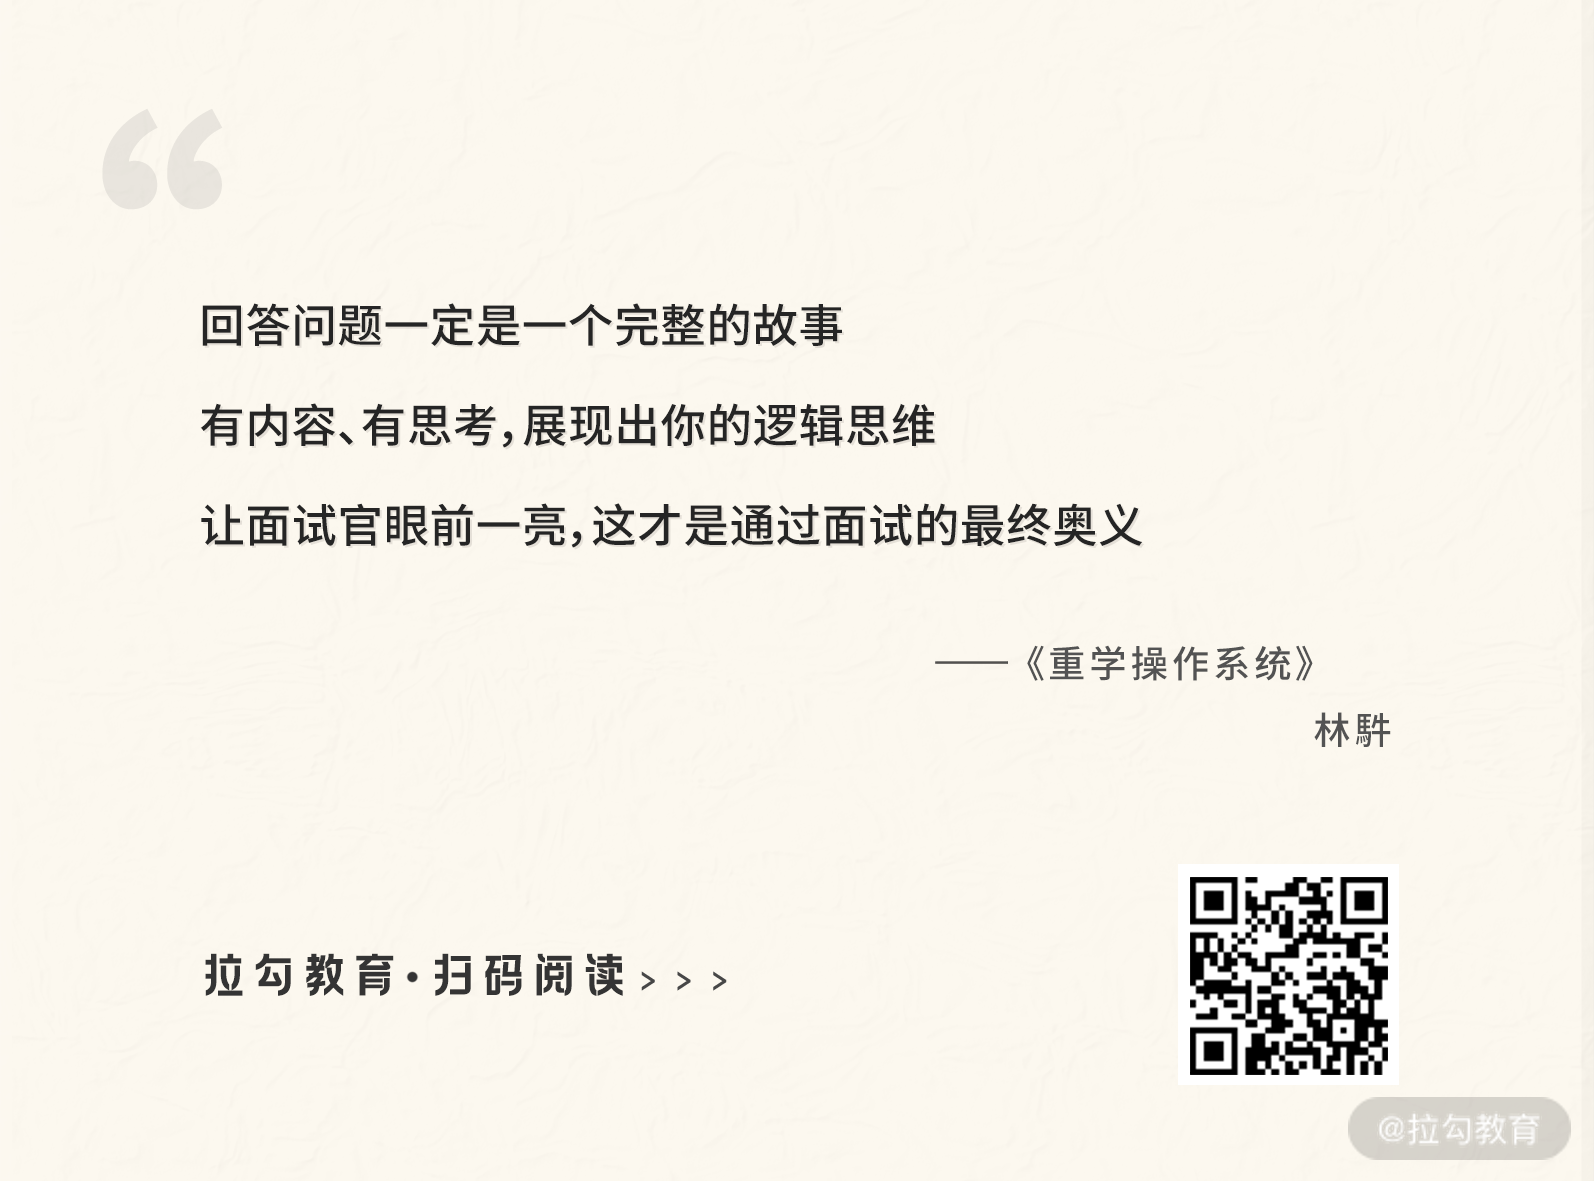 “
回答问题一定是一个完整的故事
有内容、有思考，展现出你的逻辑思维
让面试官眼前一亮，这才是通过面试的最终奥义
——《重学操作系统》
林䭹
拉勾教育·扫码阅读 > > >
@拉勾教育